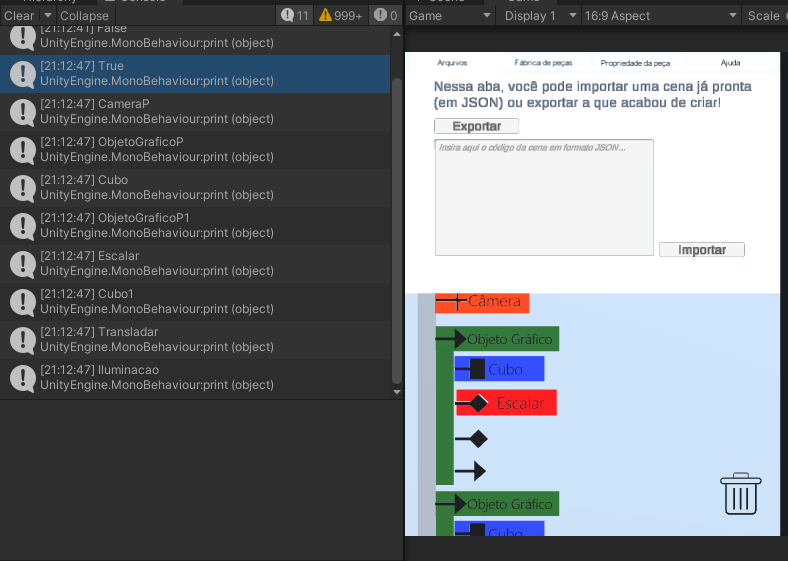 Clear
Collapse
11
999+
0
Game
Display 1
16:9 Aspect
Scale
[21:12:41] False
UnityEngine.MonoBehaviour:print (object)
[21:12:47] True
UnityEngine.MonoBehaviour:print (object)
[21:12:47] CameraP
UnityEngine.MonoBehaviour:print (object)
[21:12:47] ObjetoGraficoP
UnityEngine.MonoBehaviour:print (object)
[21:12:47] Cubo
UnityEngine.MonoBehaviour:print (object)
[21:12:47] ObjetoGraficoP1
UnityEngine.MonoBehaviour:print (object)
[21:12:47] Escalar
UnityEngine.MonoBehaviour:print (object)
[21:12:47] Cubo1
UnityEngine.MonoBehaviour:print (object)
[21:12:47] Transladar
UnityEngine.MonoBehaviour:print (object)
[21:12:47] Iluminacao
UnityEngine.MonoBehaviour:print (object)
Arquivos
Fábrica de peças
Propriedade da peça
Ajuda
Nessa aba, você pode importar uma cena já pronta
(em JSON) ou exportar a que acabou de criar!
Exportar
Insira aqui o código da cena em formato JSON...
Importar
Câmera
Objeto Gráfico
Cubo
Escalar
Objeto Gráfico
Cubo